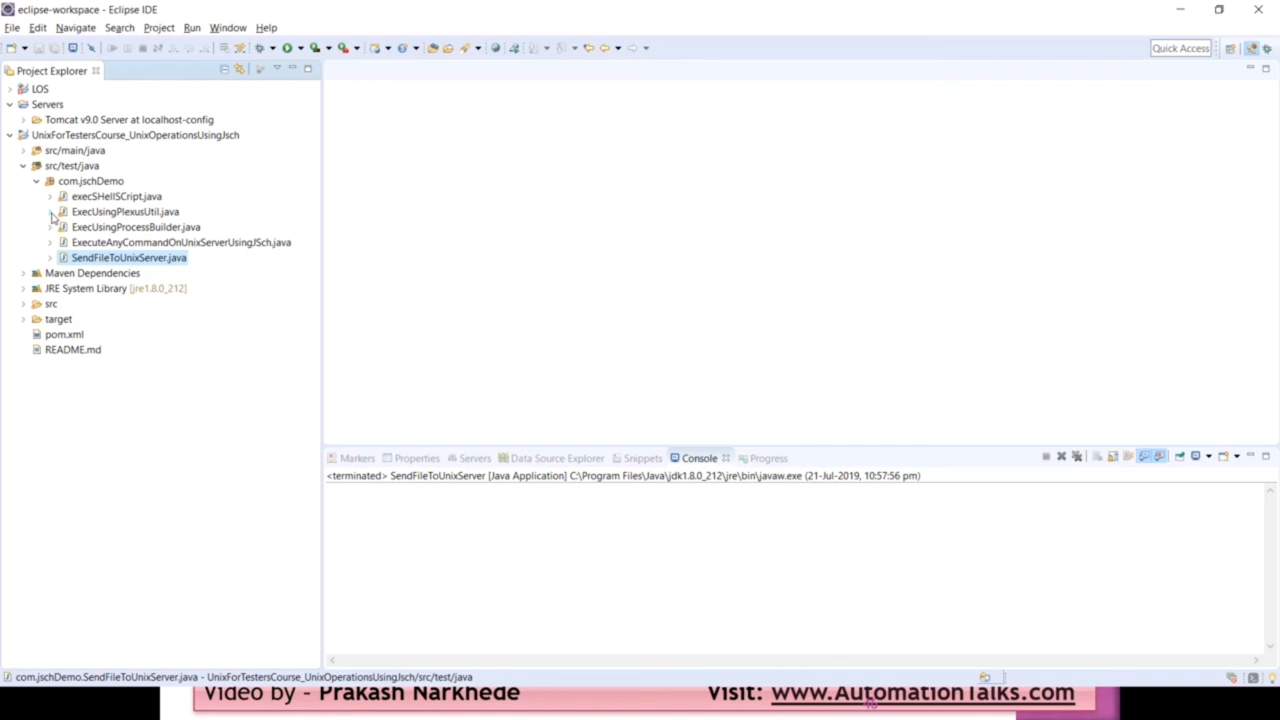 eclipse-workspace - Eclipse IDE
File Edit Navigate Search Project Run Window Help
Quick Access
Project Explorer
LOS
Servers
Tomcat v9.0 Server at localhost-config
UnixForTestersCourse_UnixOperationsUsingJsch
src/main/java
src/test/java
com.jschDemo
execSHellSCript.java
ExecUsingPlexusUtil.java
ExecUsingProcessBuilder.java
ExecuteAnyCommandOnUnixServerUsingJSch.java
SendFileToUnixServer.java
Maven Dependencies
JRE System Library [jre1.8.0_212]
src
target
pom.xml
README.md
Markers Properties Servers Data Source Explorer Snippets Console Progress
<terminated> SendFileToUnixServer [Java Application] C:\Program Files\Java\jdk1.8.0_212\jre\bin\javaw.exe (21-Jul-2019, 10:57:56 pm)
com.jschDemo.SendFileToUnixServer.java - UnixForTestersCourse_UnixOperationsUsingJsch/src/test/java
Video by - Prakash Narkhede Visit: www.AutomationTalks.com